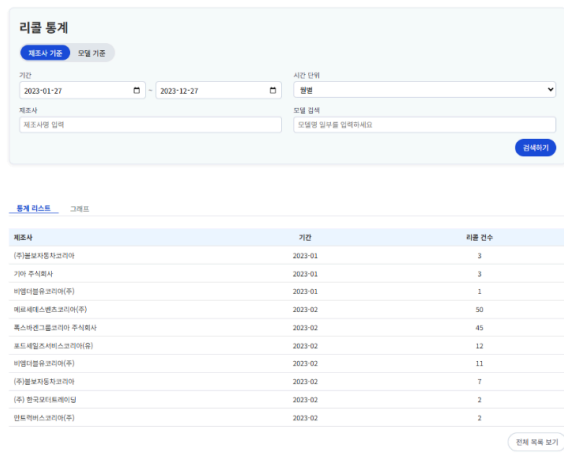 리콜 통계
제조사 기준 모델 기준
기간
2023-01-27 ~ 2023-12-27
시간 단위
월별
제조사
제조사명 입력
모델 검색
모델명 일부를 입력하세요
검색하기
통계 리스트 그래프
제조사 기간 리콜 건수
(주)볼보자동차코리아 2023-01 3
기아 주식회사 2023-01 3
비엠더블유코리아(주) 2023-01 1
메르세데스벤츠코리아(주) 2023-02 50
폭스바겐그룹코리아 주식회사 2023-02 45
포드세일즈서비스코리아(유) 2023-02 12
비엠더블유코리아(주) 2023-02 11
(주)볼보자동차코리아 2023-02 7
(주) 한국모터트레이딩 2023-02 2
만트럭버스코리아(주) 2023-02 2
전체 목록 보기